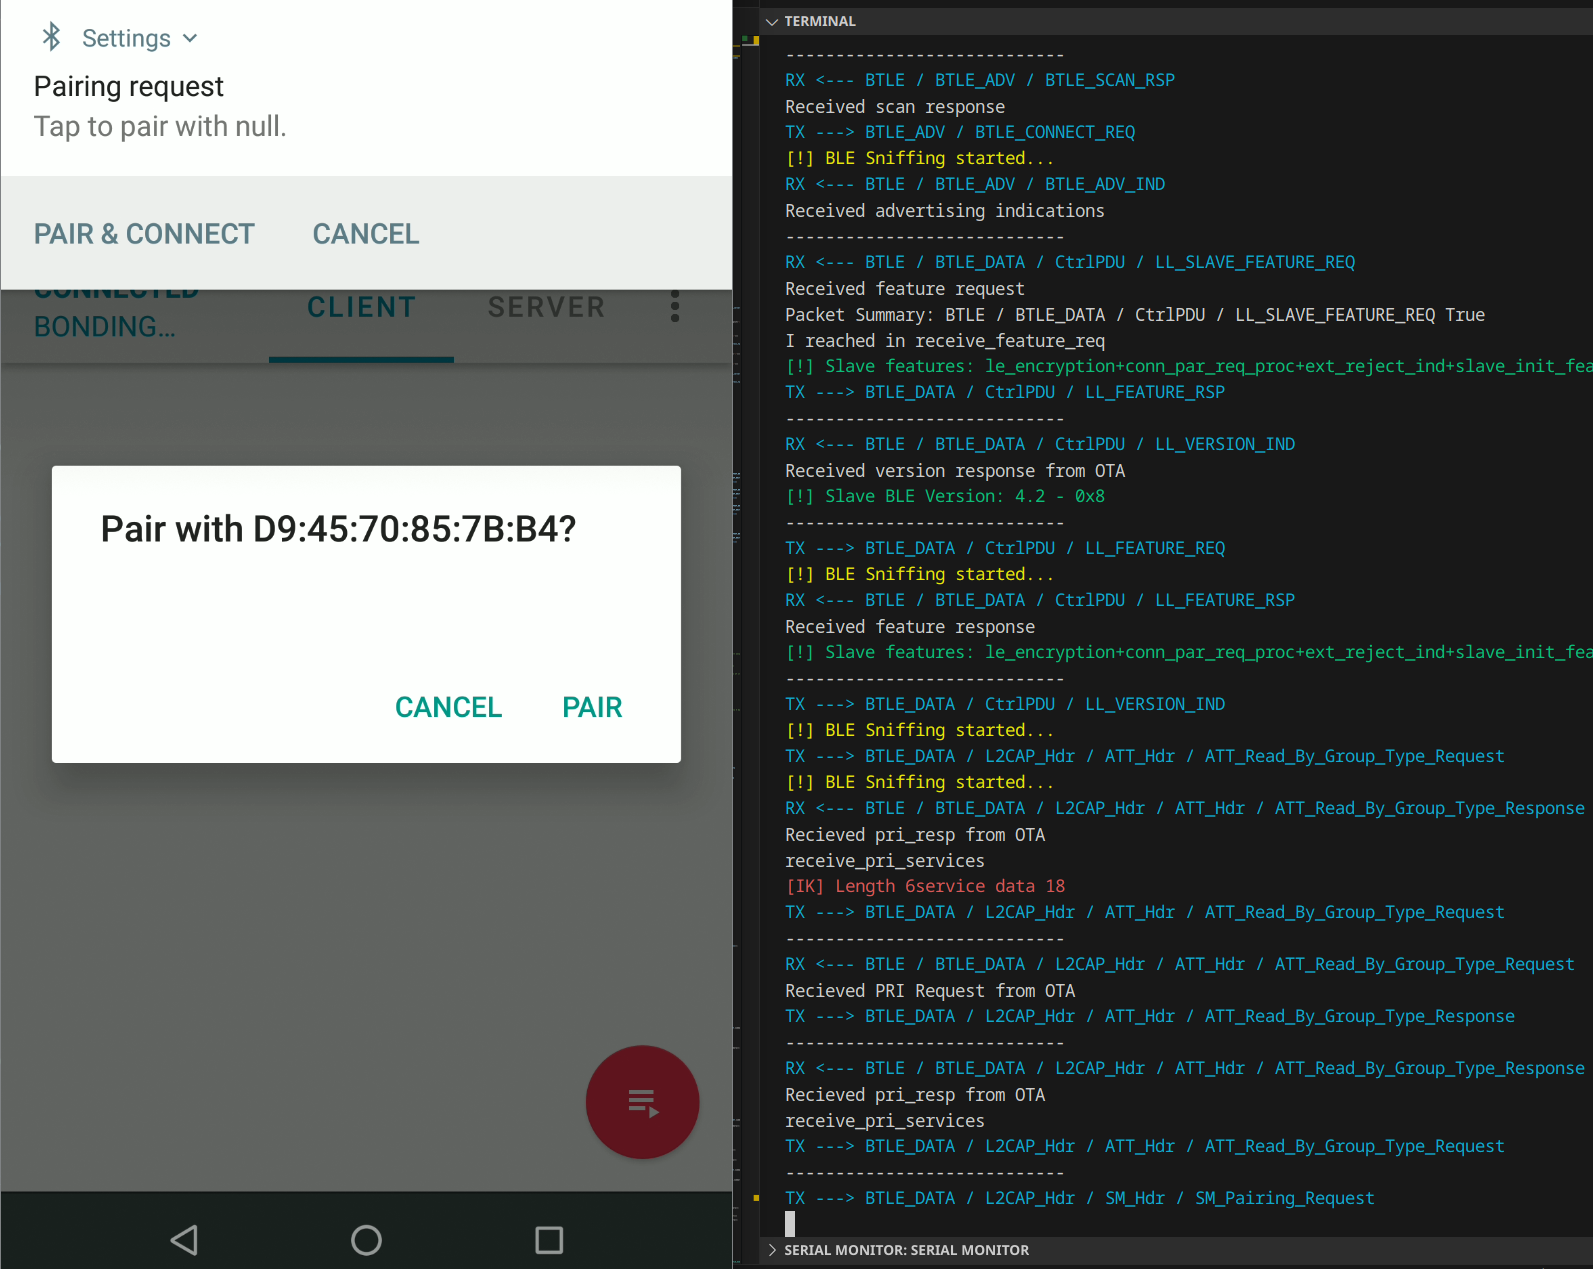 Settings
Pairing request
Tap to pair with null.
PAIR & CONNECT CANCEL
CONNECTED
BONDING...
CLIENT SERVER
Pair with D9:45:70:85:7B:B4?
CANCEL PAIR
TERMINAL
----------------------------
RX <--- BTLE / BTLE_ADV / BTLE_SCAN_RSP
Received scan response
TX ---> BTLE_ADV / BTLE_CONNECT_REQ
[!] BLE Sniffing started...
RX <--- BTLE / BTLE_ADV / BTLE_ADV_IND
Received advertising indications
----------------------------
RX <--- BTLE / BTLE_DATA / CtrlPDU / LL_SLAVE_FEATURE_REQ
Received feature request
Packet Summary: BTLE / BTLE_DATA / CtrlPDU / LL_SLAVE_FEATURE_REQ True
I reached in receive_feature_req
[!] Slave features: le_encryption+conn_par_req_proc+ext_reject_ind+slave_init_fea
TX ---> BTLE_DATA / CtrlPDU / LL_FEATURE_RSP
----------------------------
RX <--- BTLE / BTLE_DATA / CtrlPDU / LL_VERSION_IND
Received version response from OTA
[!] Slave BLE Version: 4.2 - 0x8
----------------------------
TX ---> BTLE_DATA / CtrlPDU / LL_FEATURE_REQ
[!] BLE Sniffing started...
RX <--- BTLE / BTLE_DATA / CtrlPDU / LL_FEATURE_RSP
Received feature response
[!] Slave features: le_encryption+conn_par_req_proc+ext_reject_ind+slave_init_fea
----------------------------
TX ---> BTLE_DATA / CtrlPDU / LL_VERSION_IND
[!] BLE Sniffing started...
TX ---> BTLE_DATA / L2CAP_Hdr / ATT_Hdr / ATT_Read_By_Group_Type_Request
[!] BLE Sniffing started...
RX <--- BTLE / BTLE_DATA / L2CAP_Hdr / ATT_Hdr / ATT_Read_By_Group_Type_Response
Recieved pri_resp from OTA
receive_pri_services
[IK] Length 6service data 18
TX ---> BTLE_DATA / L2CAP_Hdr / ATT_Hdr / ATT_Read_By_Group_Type_Request
----------------------------
RX <--- BTLE / BTLE_DATA / L2CAP_Hdr / ATT_Hdr / ATT_Read_By_Group_Type_Request
Recieved PRI Request from OTA
TX ---> BTLE_DATA / L2CAP_Hdr / ATT_Hdr / ATT_Read_By_Group_Type_Response
----------------------------
RX <--- BTLE / BTLE_DATA / L2CAP_Hdr / ATT_Hdr / ATT_Read_By_Group_Type_Response
Recieved pri_resp from OTA
receive_pri_services
TX ---> BTLE_DATA / L2CAP_Hdr / ATT_Hdr / ATT_Read_By_Group_Type_Request
----------------------------
TX ---> BTLE_DATA / L2CAP_Hdr / SM_Hdr / SM_Pairing_Request
SERIAL MONITOR: SERIAL MONITOR